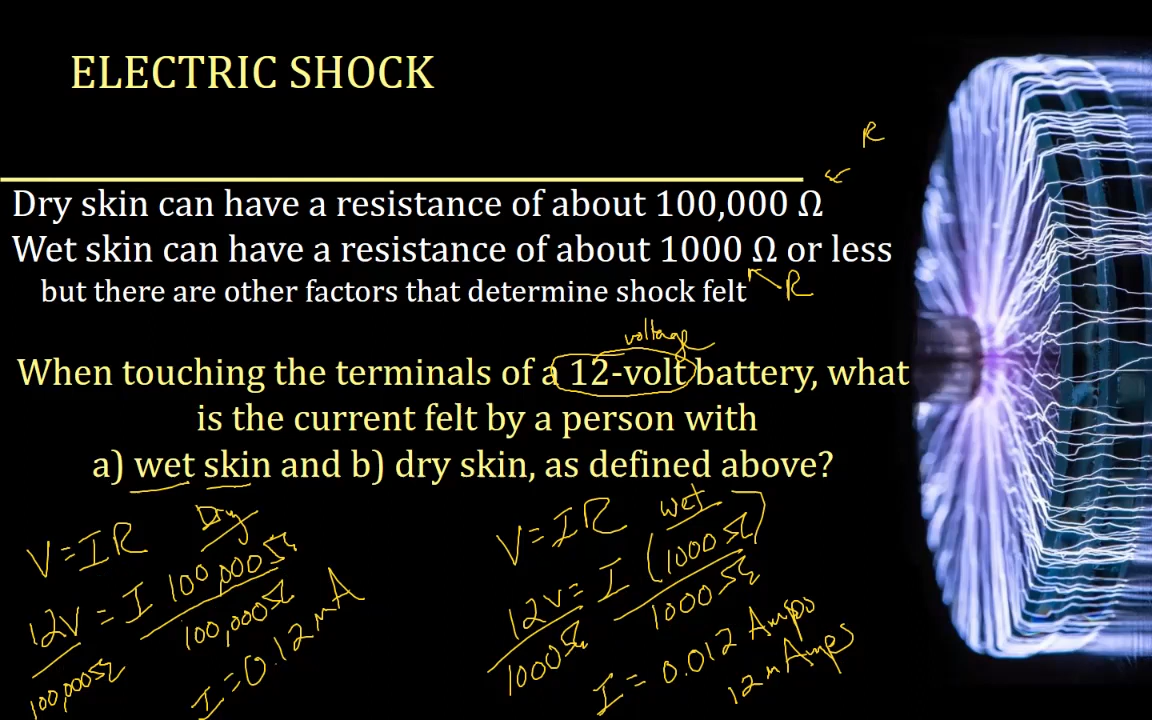 ELECTRIC SHOCK
R
Dry skin can have a resistance of about 100,000 Ω
Wet skin can have a resistance of about 1000 Ω or less
but there are other factors that determine shock felt
R
voltage
When touching the terminals of a 12-volt battery, what
is the current felt by a person with
a) wet skin and b) dry skin, as defined above?
Dry
V = IR
12V = I 100,000Ω
100,000Ω 100,000Ω
I = 0.12 mA
Wet
V = IR
12V = I (1000Ω)
1000Ω 1000Ω
I = 0.012 Amps
12 mAmps